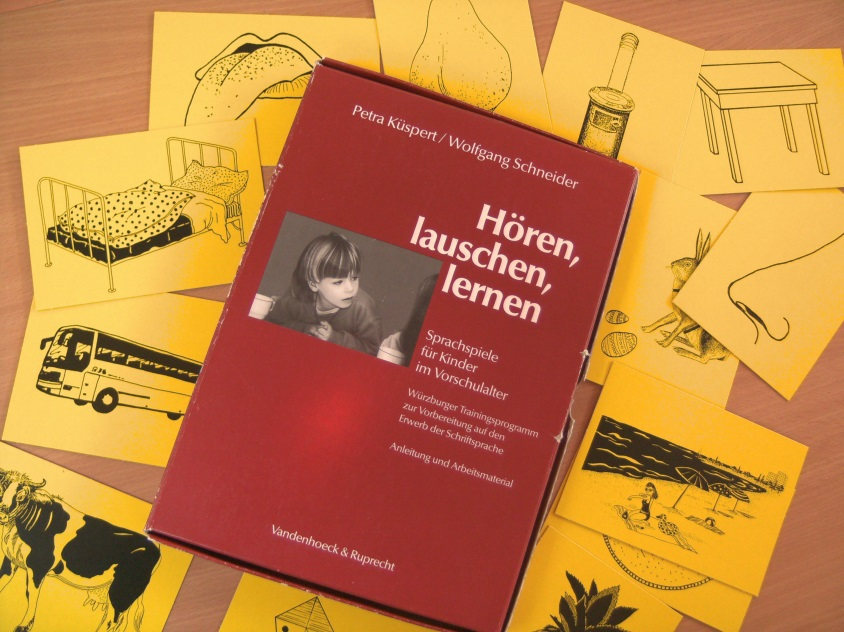 Petra Küspert / Wolfgang Schneider
Hören,
lauschen,
lernen
Sprachspiele
für Kinder
im Vorschulalter
Würzburger Trainingsprogramm
zur Vorbereitung auf den
Erwerb der Schriftsprache
Anleitung und Arbeitsmaterial
Vandenhoeck & Ruprecht